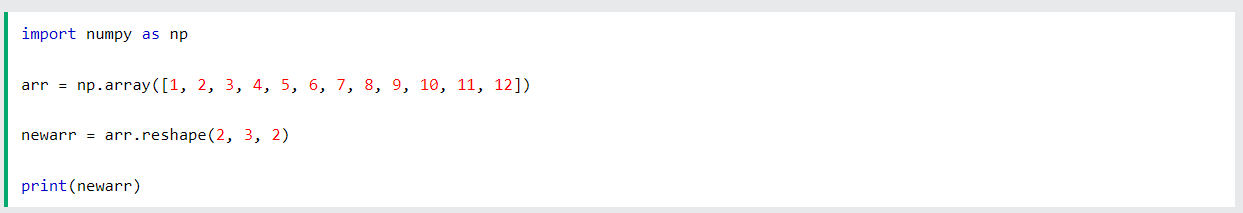 import numpy as np
arr = np.array([1, 2, 3, 4, 5, 6, 7, 8, 9, 10, 11, 12])
newarr = arr.reshape(2, 3, 2)
print(newarr)